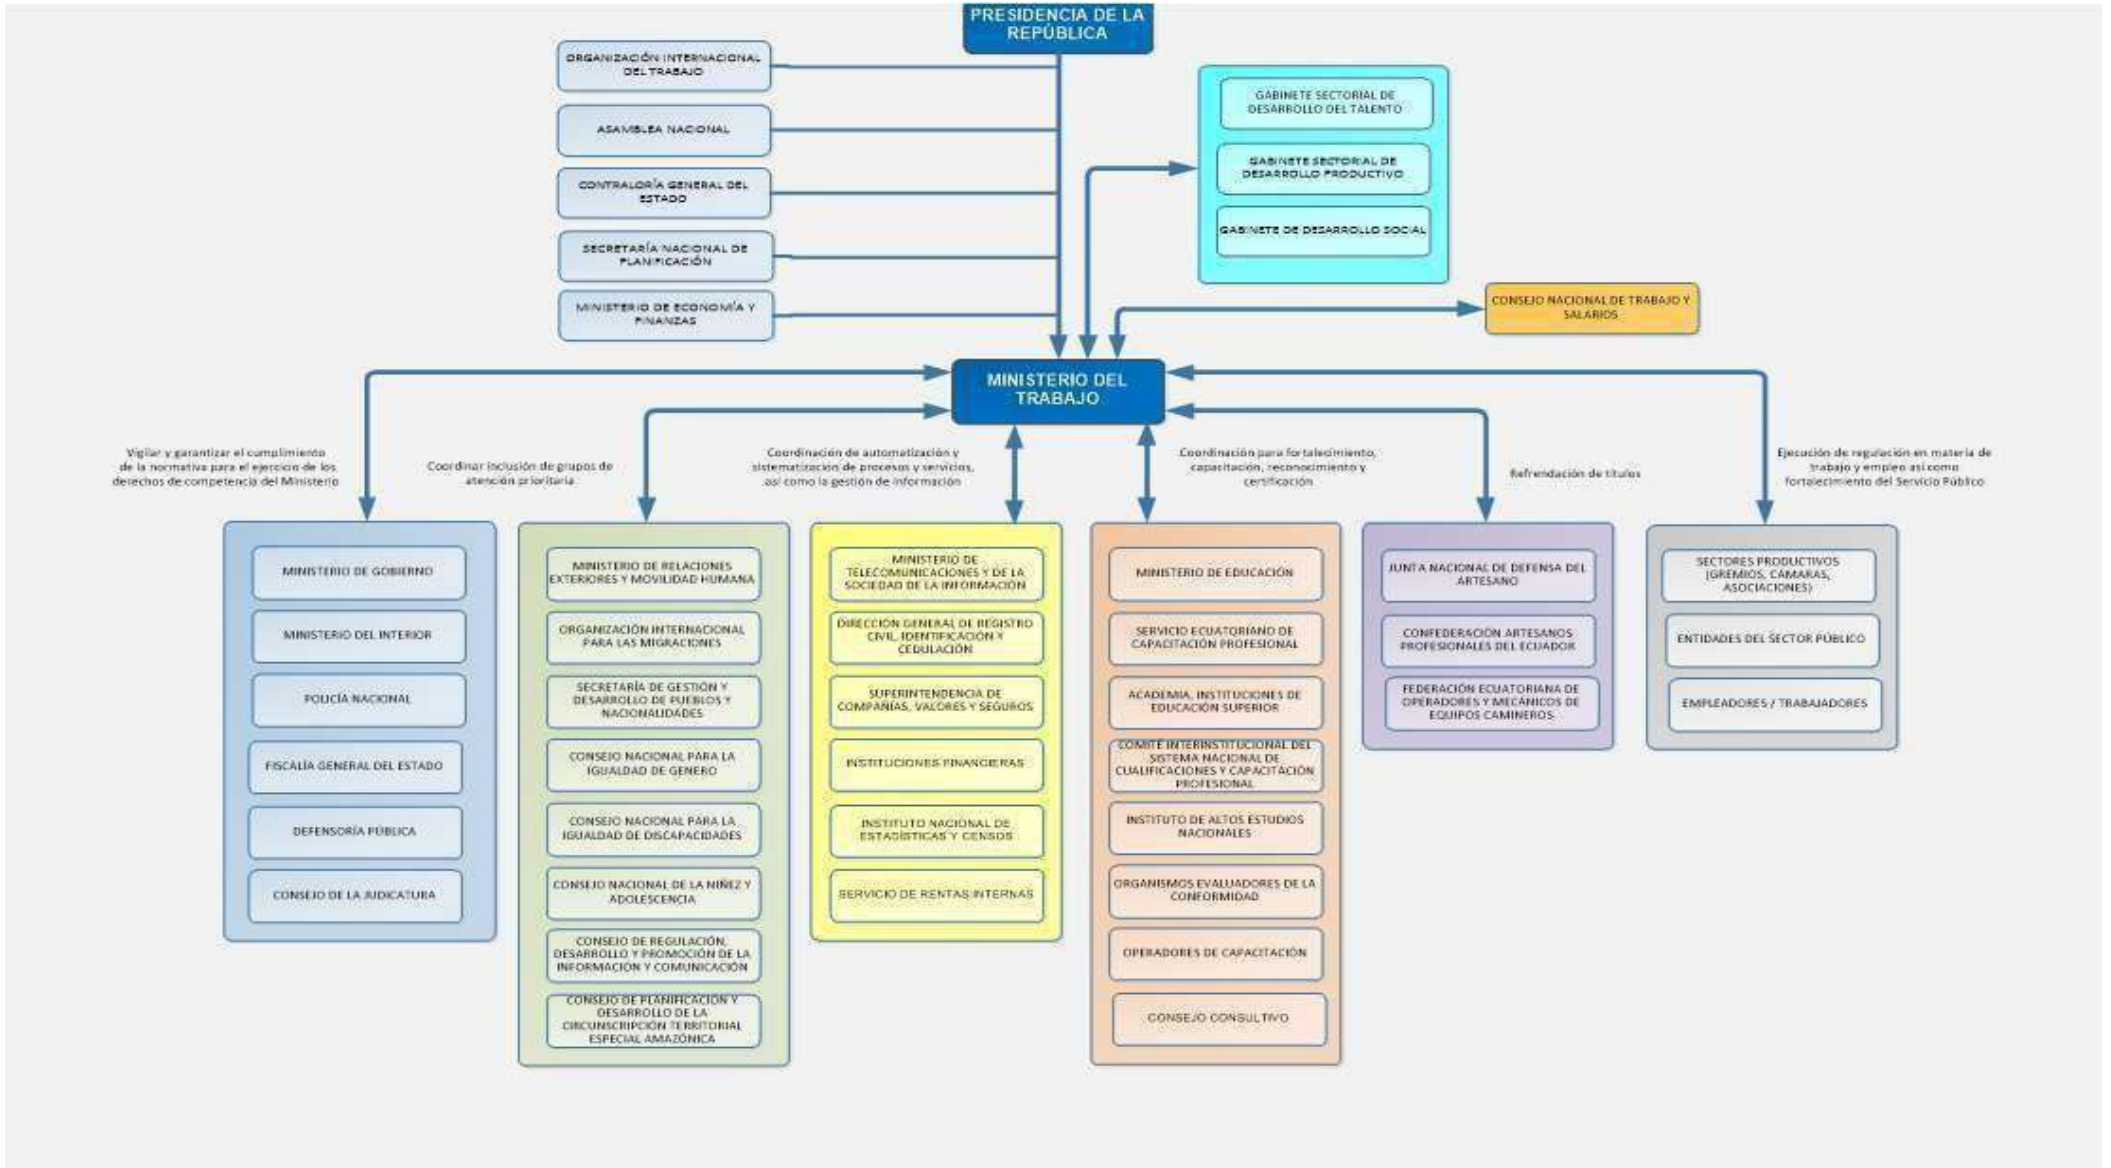 PRESIDENCIA DE LA
REPÚBLICA
ORGANIZACIÓN INTERNACIONAL
DEL TRABAJO
ASAMBLEA NACIONAL
CONTRALORÍA GENERAL DEL
ESTADO
SECRETARÍA NACIONAL DE
PLANIFICACIÓN
MINISTERIO DE ECONOMÍA Y
FINANZAS
GABINETE SECTORIAL DE
DESARROLLO DEL TALENTO
GABINETE SECTORIAL DE
DESARROLLO PRODUCTIVO
GABINETE DE DESARROLLO SOCIAL
CONSEJO NACIONAL DE TRABAJO Y
SALARIOS
MINISTERIO DEL
TRABAJO
Vigilar y garantizar el cumplimiento
de la normativa para el ejercicio de los
derechos de competencia del Ministerio
Coordinar inclusión de grupos de
atención prioritaria
Coordinación de automatización y
sistematización de procesos y servicios,
así como la gestión de información
Coordinación para fortalecimiento,
capacitación, reconocimiento y
certificación
Refrendación de títulos
Ejecución de regulación en materia de
trabajo y empleo así como
fortalecimiento del Servicio Público
MINISTERIO DE GOBIERNO
MINISTERIO DEL INTERIOR
POLICÍA NACIONAL
FISCALÍA GENERAL DEL ESTADO
DEFENSORÍA PÚBLICA
CONSEJO DE LA JUDICATURA
MINISTERIO DE RELACIONES
EXTERIORES Y MOVILIDAD HUMANA
ORGANIZACIÓN INTERNACIONAL
PARA LAS MIGRACIONES
SECRETARÍA DE GESTIÓN Y
DESARROLLO DE PUEBLOS Y
NACIONALIDADES
CONSEJO NACIONAL PARA LA
IGUALDAD DE GENERO
CONSEJO NACIONAL PARA LA
IGUALDAD DE DISCAPACIDADES
CONSEJO NACIONAL DE LA NIÑEZ Y
ADOLESCENCIA
CONSEJO DE REGULACIÓN,
DESARROLLO Y PROMOCIÓN DE LA
INFORMACIÓN Y COMUNICACIÓN
CONSEJO DE PLANIFICACIÓN Y
DESARROLLO DE LA
CIRCUNSCRIPCIÓN TERRITORIAL
ESPECIAL AMAZÓNICA
MINISTERIO DE
TELECOMUNICACIONES Y DE LA
SOCIEDAD DE LA INFORMACIÓN
DIRECCIÓN GENERAL DE REGISTRO
CIVIL, IDENTIFICACIÓN Y
CEDULACIÓN
SUPERINTENDENCIA DE
COMPAÑÍAS, VALORES Y SEGUROS
INSTITUCIONES FINANCIERAS
INSTITUTO NACIONAL DE
ESTADÍSTICAS Y CENSOS
SERVICIO DE RENTAS INTERNAS
MINISTERIO DE EDUCACIÓN
SERVICIO ECUATORIANO DE
CAPACITACIÓN PROFESIONAL
ACADEMIA, INSTITUCIONES DE
EDUCACIÓN SUPERIOR
COMITÉ INTERINSTITUCIONAL DEL
SISTEMA NACIONAL DE
CUALIFICACIONES Y CAPACITACIÓN
PROFESIONAL
INSTITUTO DE ALTOS ESTUDIOS
NACIONALES
ORGANISMOS EVALUADORES DE LA
CONFORMIDAD
OPERADORES DE CAPACITACIÓN
CONSEJO CONSULTIVO
JUNTA NACIONAL DE DEFENSA DEL
ARTESANO
CONFEDERACIÓN ARTESANOS
PROFESIONALES DEL ECUADOR
FEDERACIÓN ECUATORIANA DE
OPERADORES Y MECÁNICOS DE
EQUIPOS CAMINEROS
SECTORES PRODUCTIVOS
(GREMIOS, CÁMARAS,
ASOCIACIONES)
ENTIDADES DEL SECTOR PÚBLICO
EMPLEADORES / TRABAJADORES